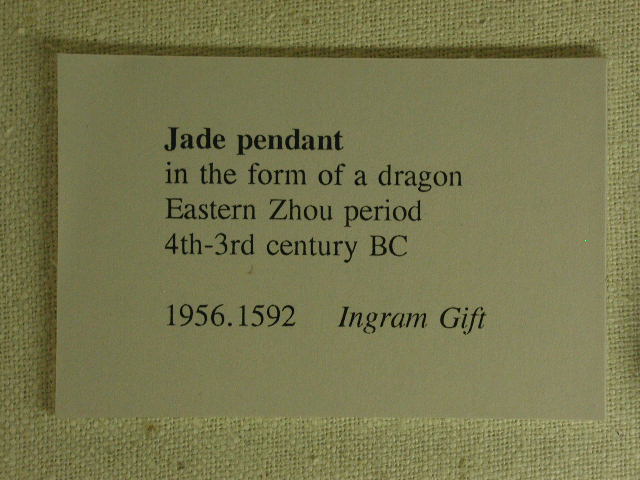 Jade pendant
in the form of a dragon
Eastern Zhou period
4th-3rd century BC
1956.1592 Ingram Gift